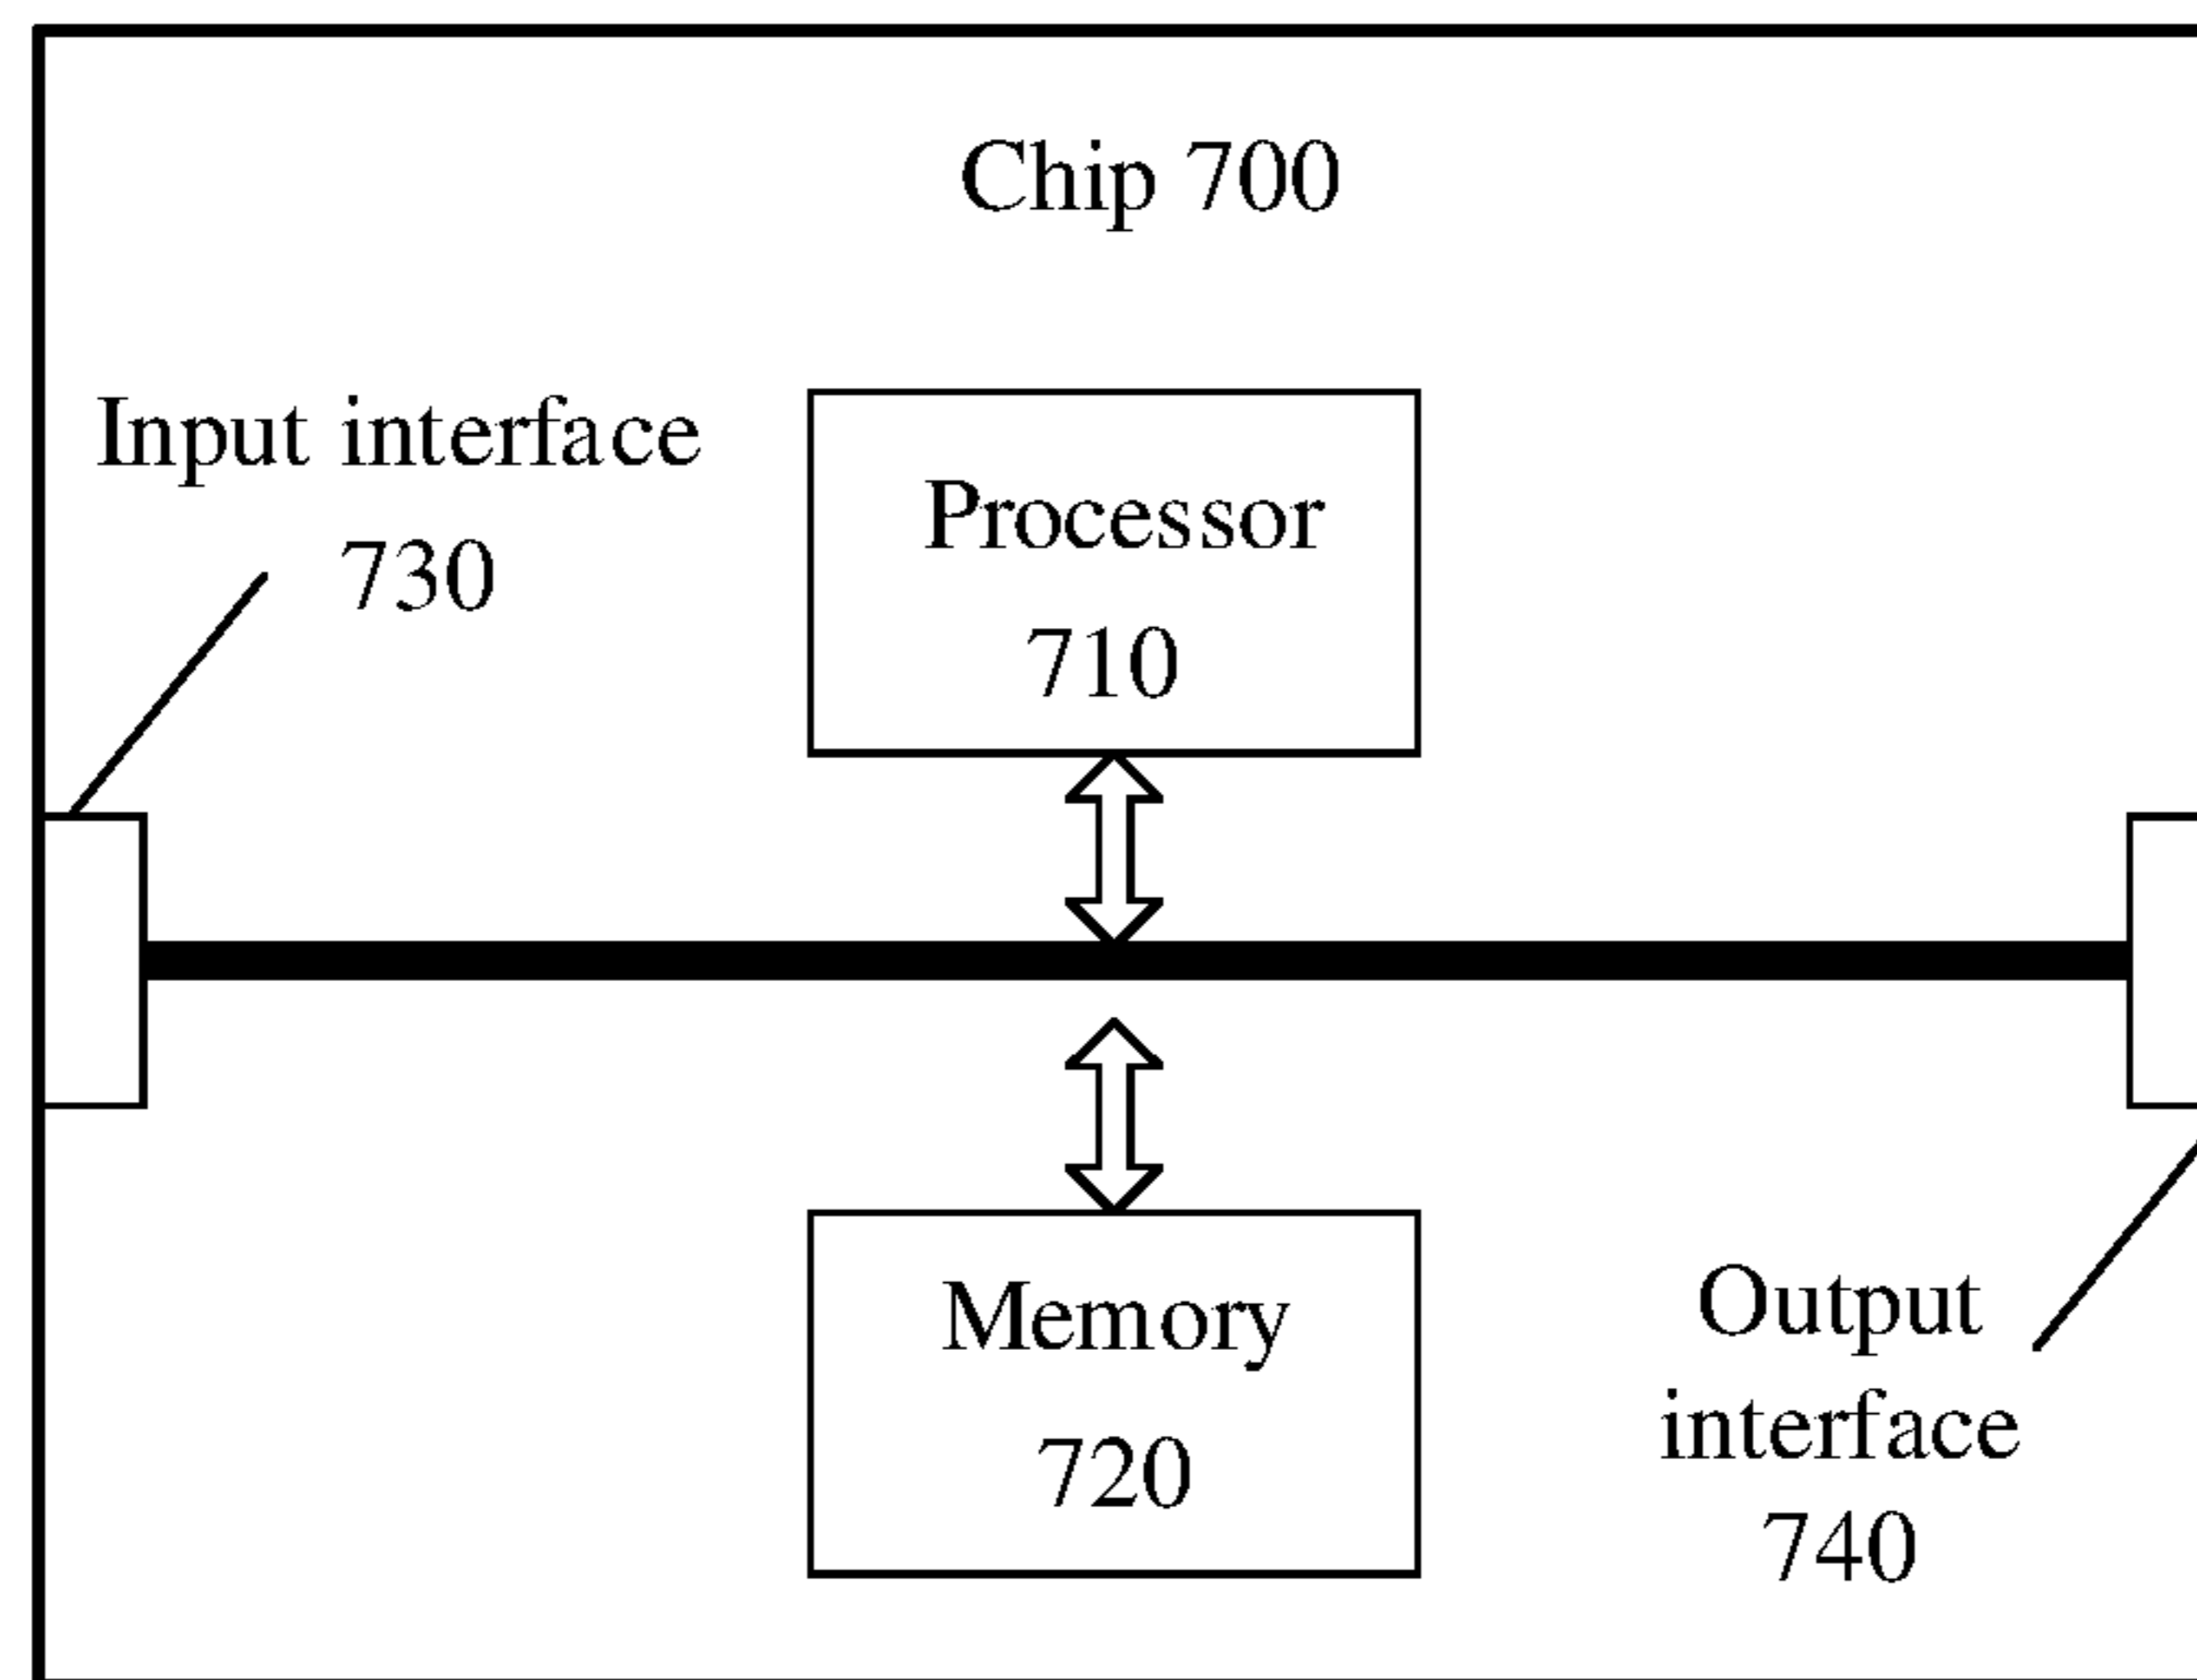 Chip 700
Input interface
730
Processor
710
Memory
720
Output
interface
740